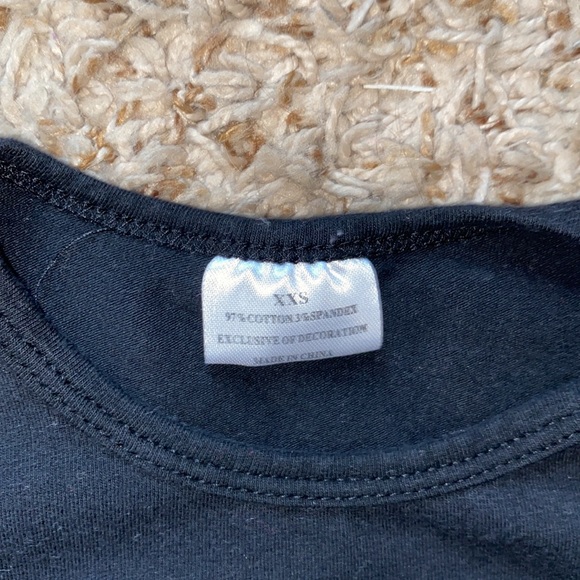 XXS
97%COTTON 3%SPANDEX
EXCLUSIVE OF DECORATION
MADE IN CHINA